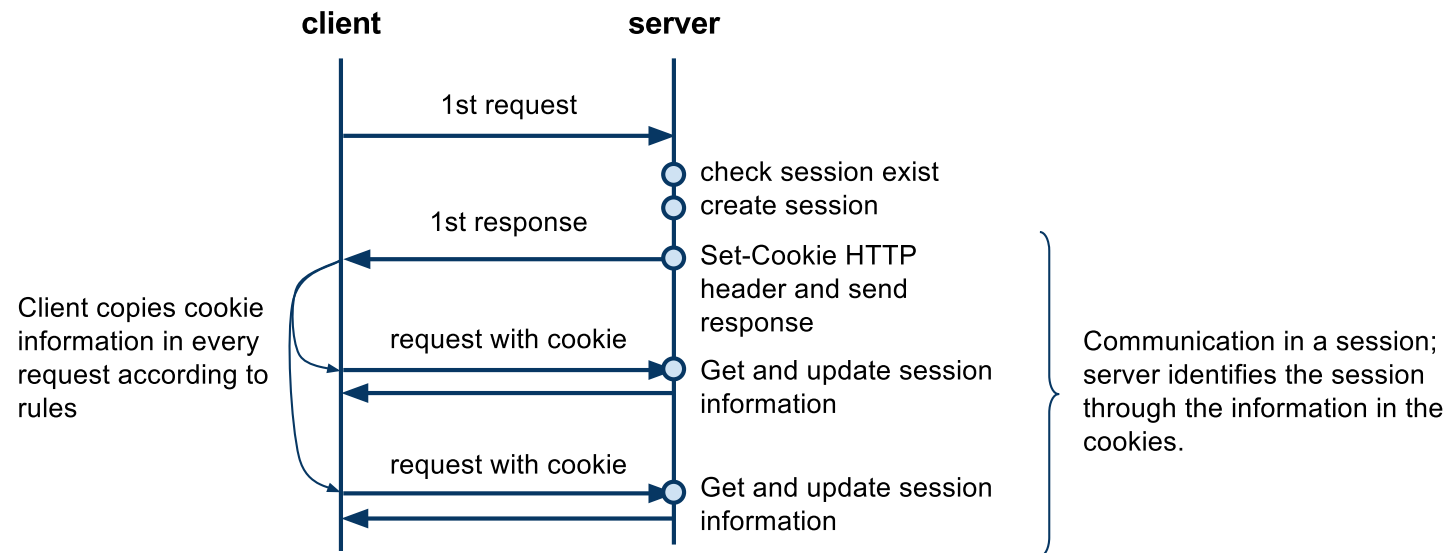 client
server
1st request
check session exist
create session
1st response
Set-Cookie HTTP
header and send
response
Client copies cookie
information in every
request according to
rules
request with cookie
Get and update session
information
Communication in a session;
server identifies the session
through the information in the
cookies.
request with cookie
Get and update session
information